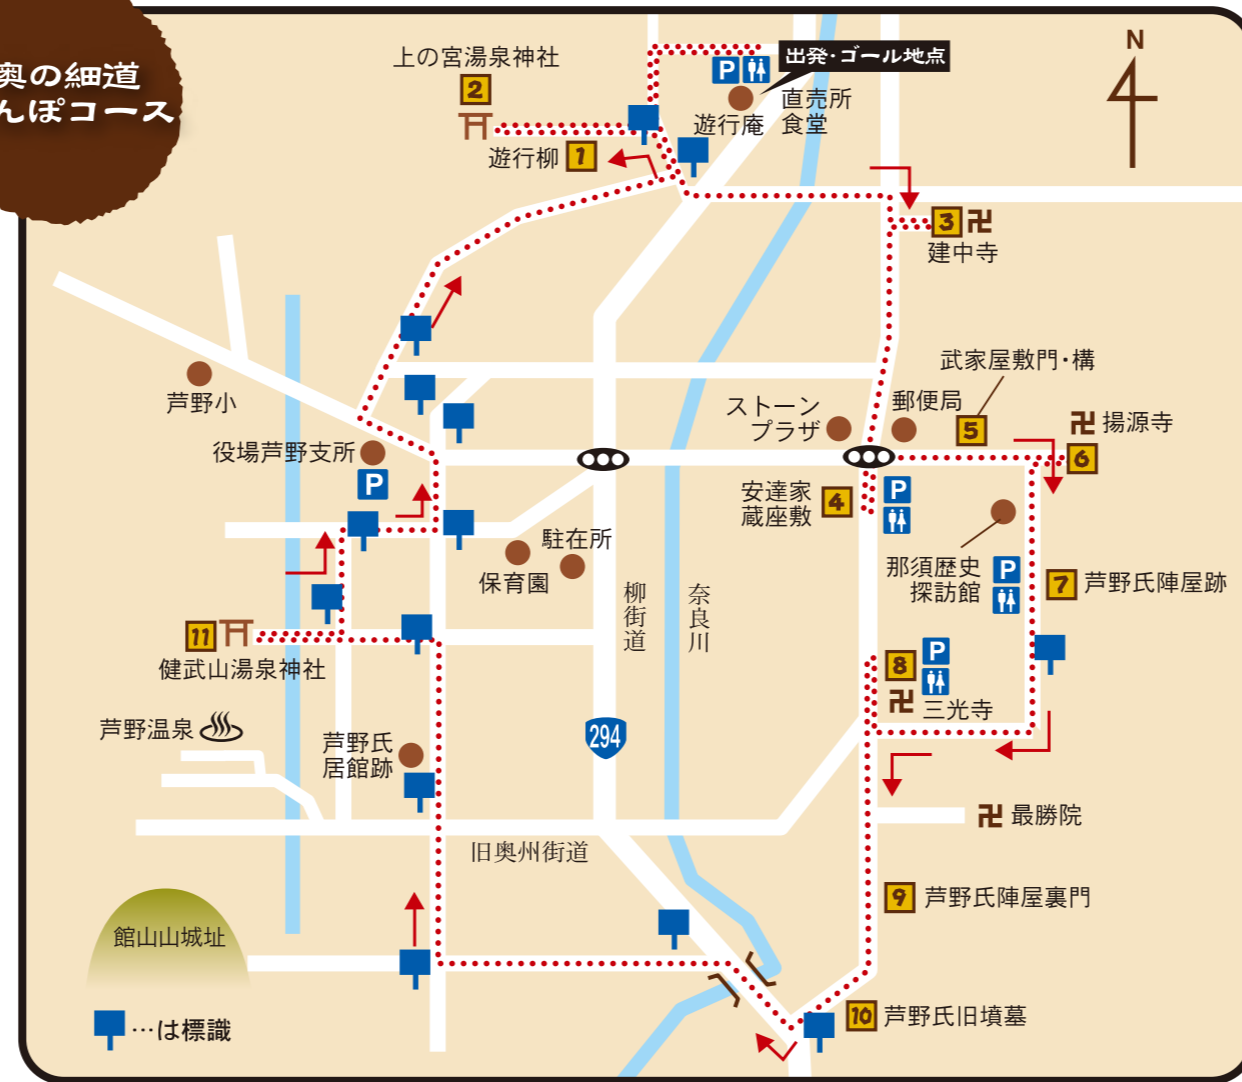 奥の細道
んぽコース
上の宮湯泉神社
2
遊行柳 1
P
出発・ゴール地点
遊行庵
直売所
食堂
N
3 卍
建中寺
芦野小
役場芦野支所
P
ストーン
プラザ
郵便局
武家屋敷門・構
5
卍 揚源寺
6
安達家
蔵座敷
4
P
駐在所
保育園
柳街道
奈良川
那須歴史
探訪館
P
7 芦野氏陣屋跡
11
健武山湯泉神社
8
P
卍 三光寺
芦野温泉
芦野氏
居館跡
294
卍 最勝院
旧奥州街道
9 芦野氏陣屋裏門
館山山城址
10 芦野氏旧墳墓
…は標識